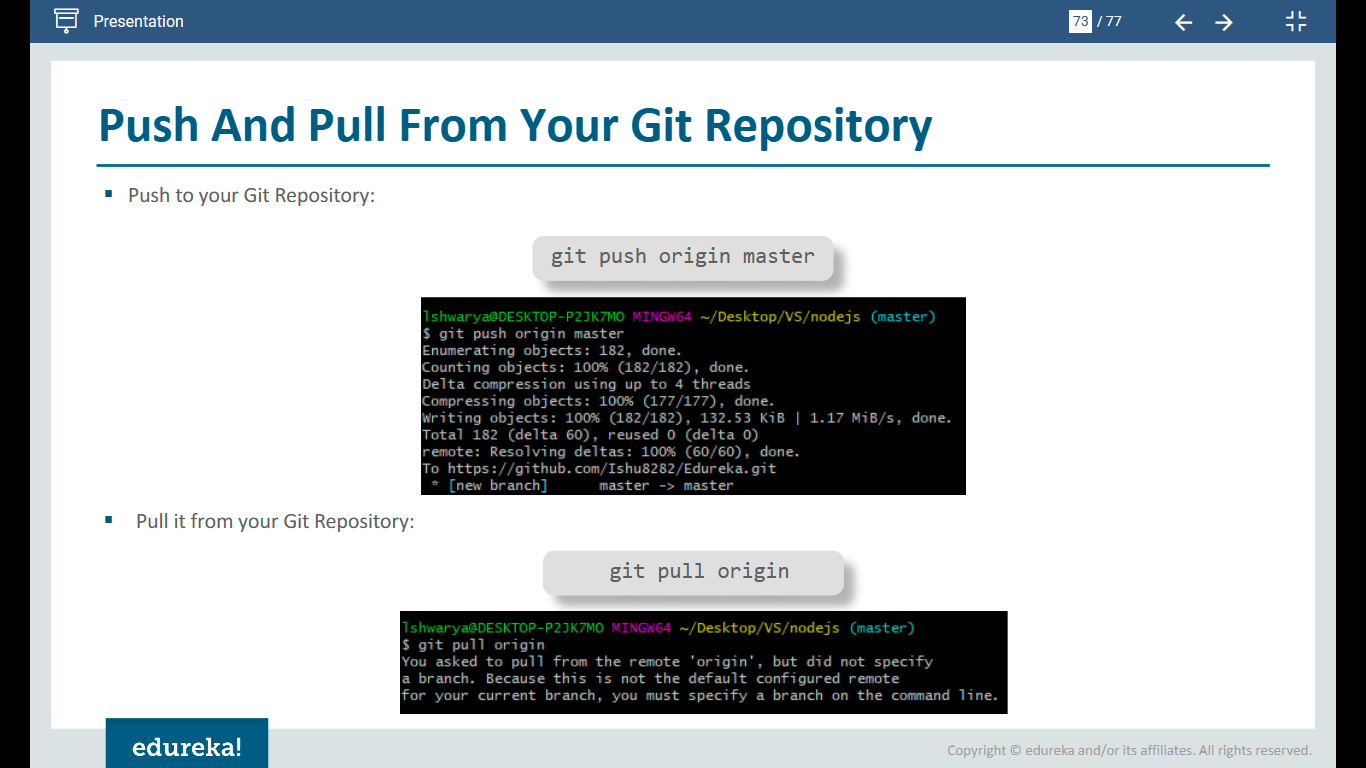 Presentation
73 / 77
Push And Pull From Your Git Repository
Push to your Git Repository:
git push origin master
lshwarya@DESKTOP-P2JK7MO MINGW64 ~/Desktop/VS/nodejs (master)
$ git push origin master
Enumerating objects: 182, done.
Counting objects: 100% (182/182), done.
Delta compression using up to 4 threads
Compressing objects: 100% (177/177), done.
Writing objects: 100% (182/182), 132.53 KiB | 1.17 MiB/s, done.
Total 182 (delta 60), reused 0 (delta 0)
remote: Resolving deltas: 100% (60/60), done.
To https://github.com/Ishu8282/Edureka.git
* [new branch]      master -> master
Pull it from your Git Repository:
git pull origin
lshwarya@DESKTOP-P2JK7MO MINGW64 ~/Desktop/VS/nodejs (master)
$ git pull origin
You asked to pull from the remote 'origin', but did not specify
a branch. Because this is not the default configured remote
for your current branch, you must specify a branch on the command line.
edureka!
Copyright © edureka and/or its affiliates. All rights reserved.